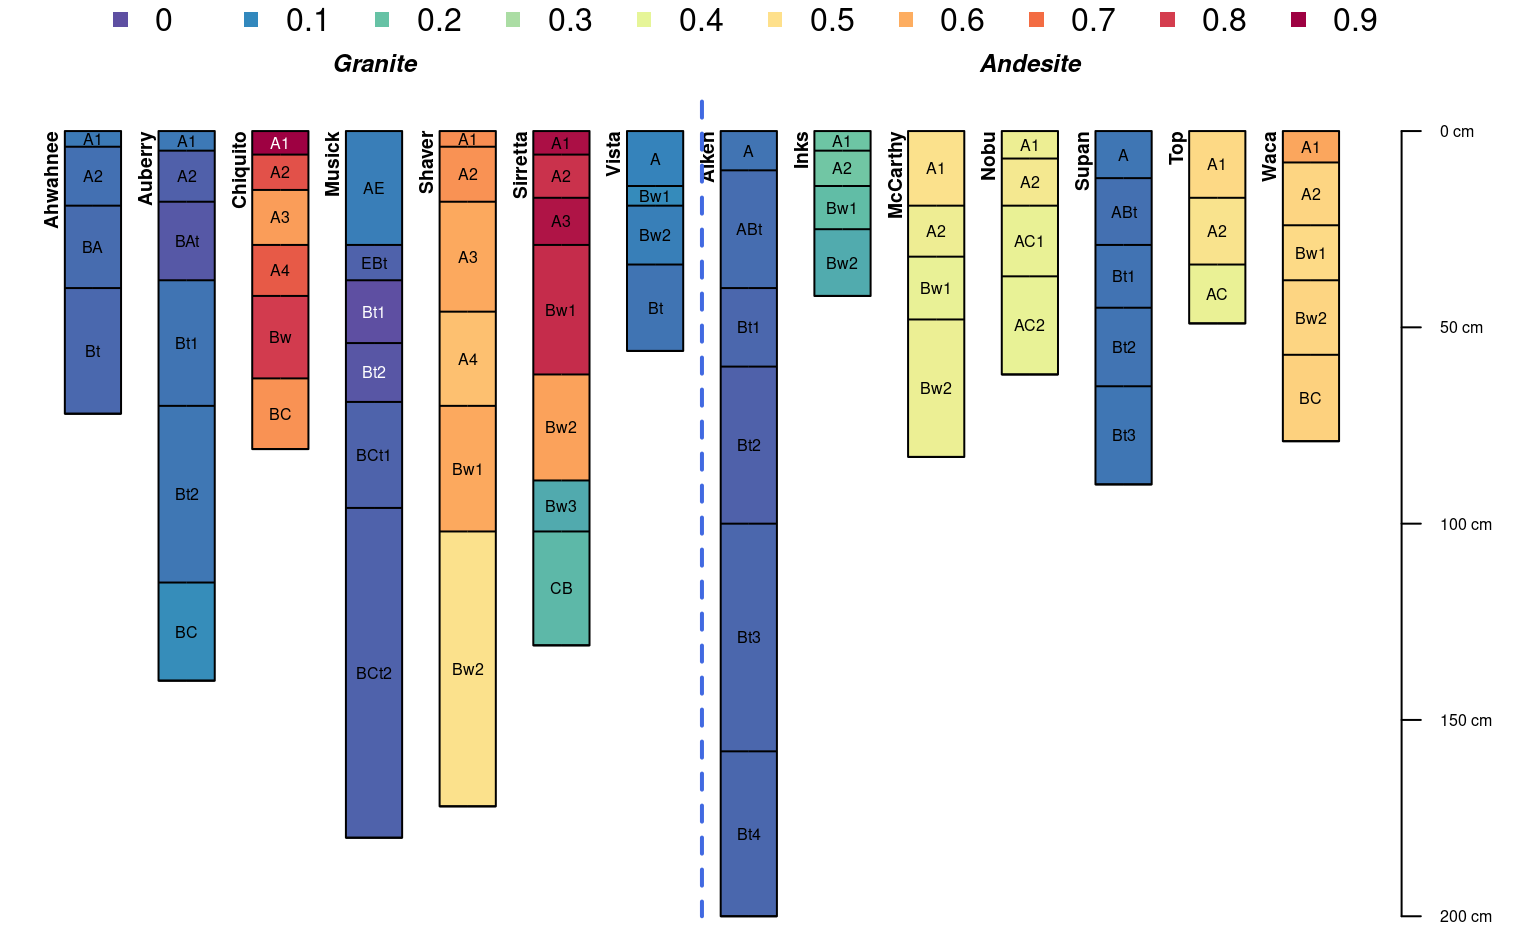 0 0.1 0.2 0.3 0.4 0.5 0.6 0.7 0.8 0.9
Granite Andesite
Ahwahnee
A1
A2
BA
Bt
Auberry
A1
A2
BAt
Bt1
Bt2
BC
Chiquito
A1
A2
A3
A4
Bw
BC
Musick
AE
EBt
Bt1
Bt2
BCt1
BCt2
Shaver
A1
A2
A3
A4
Bw1
Bw2
Sirretta
A1
A2
A3
Bw1
Bw2
Bw3
CB
Vista
A
Bw1
Bw2
Bt
Aiken
A
ABt
Bt1
Bt2
Bt3
Bt4
Inks
A1
A2
Bw1
Bw2
McCarthy
A1
A2
Bw1
Bw2
Nobu
A1
A2
AC1
AC2
Supan
A
ABt
Bt1
Bt2
Bt3
Top
A1
A2
AC
Waca
A1
A2
Bw1
Bw2
BC
0 cm
50 cm
100 cm
150 cm
200 cm